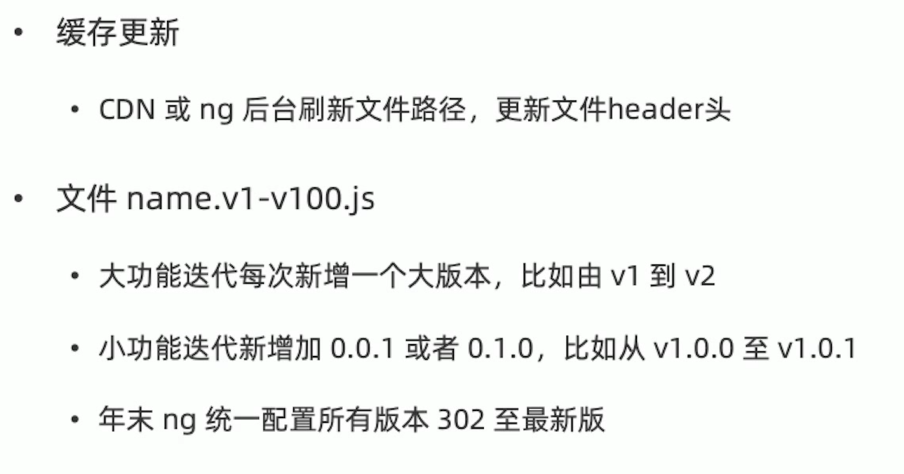 • 缓存更新
• CDN 或 ng 后台刷新文件路径，更新文件header头
• 文件 name.v1-v100.js
• 大功能迭代每次新增一个大版本，比如由 v1 到 v2
• 小功能迭代新增加 0.0.1 或者 0.1.0，比如从 v1.0.0 至 v1.0.1
• 年末 ng 统一配置所有版本 302 至最新版